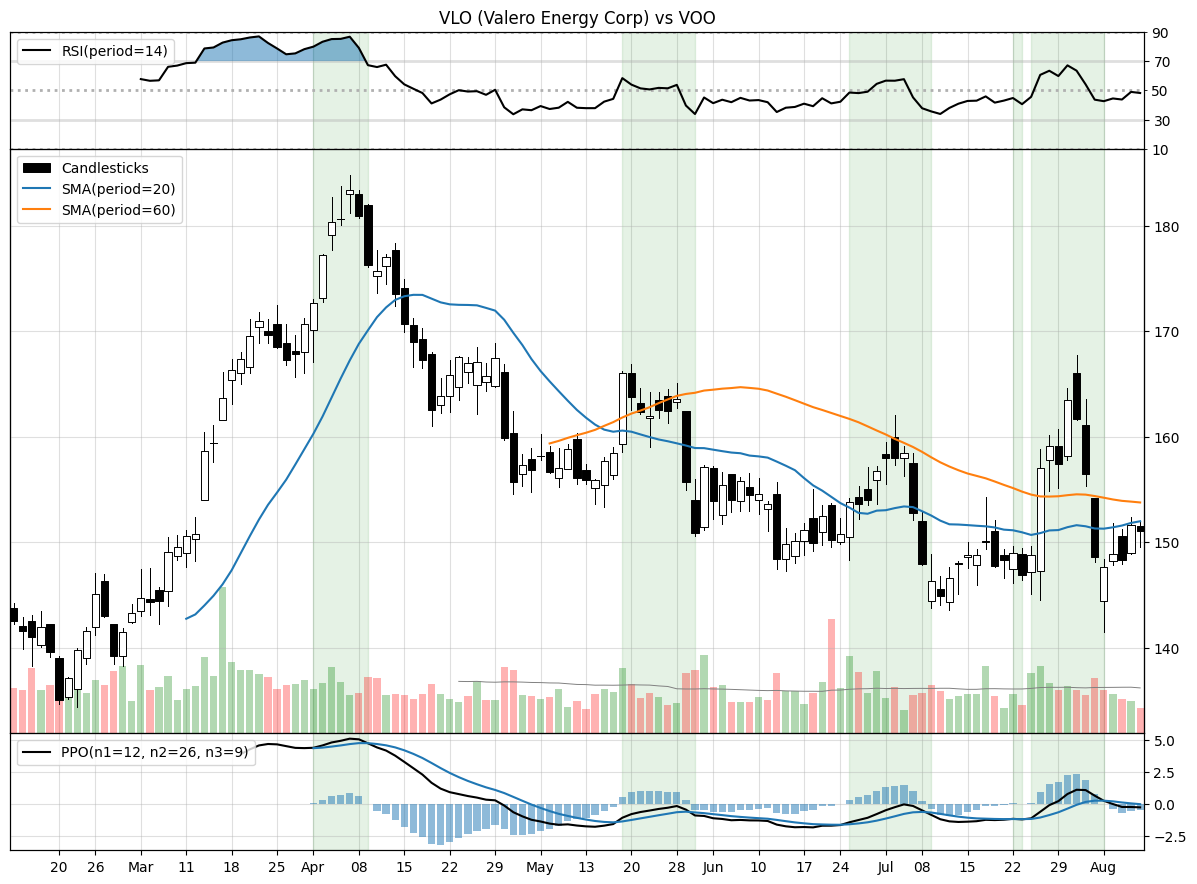 VLO (Valero Energy Corp) vs VOO
RSI(period=14)
90
70
50
30
10
Candlesticks
SMA(period=20)
SMA(period=60)
180
170
160
150
140
PPO(n1=12, n2=26, n3=9)
5.0
2.5
0.0
−2.5
20 26 Mar 11 18 25 Apr 08 15 22 29 May 13 20 28 Jun 10 17 24 Jul 08 15 22 29 Aug